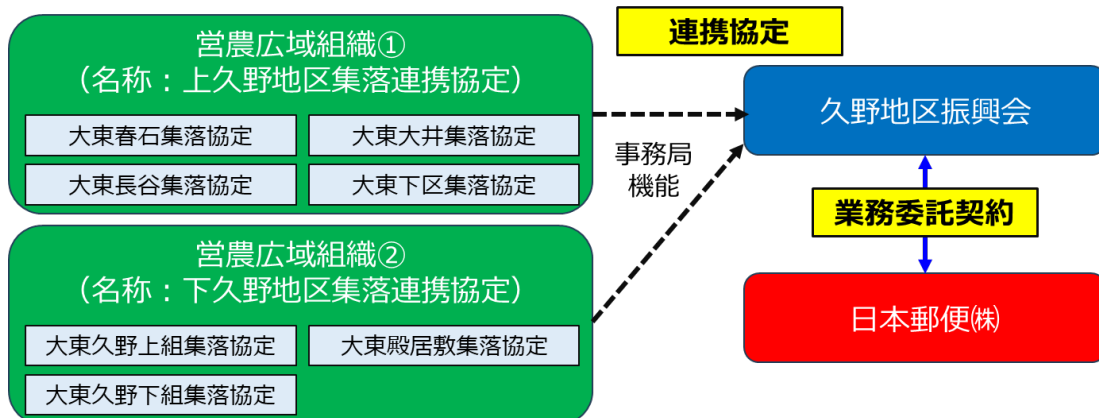 営農広域組織①
（名称：上久野地区集落連携協定）
大東春石集落協定
大東大井集落協定
大東長谷集落協定
大東下区集落協定
営農広域組織②
（名称：下久野地区集落連携協定）
大東久野上組集落協定
大東殿居敷集落協定
大東久野下組集落協定
連携協定
事務局
機能
久野地区振興会
業務委託契約
日本郵便㈱